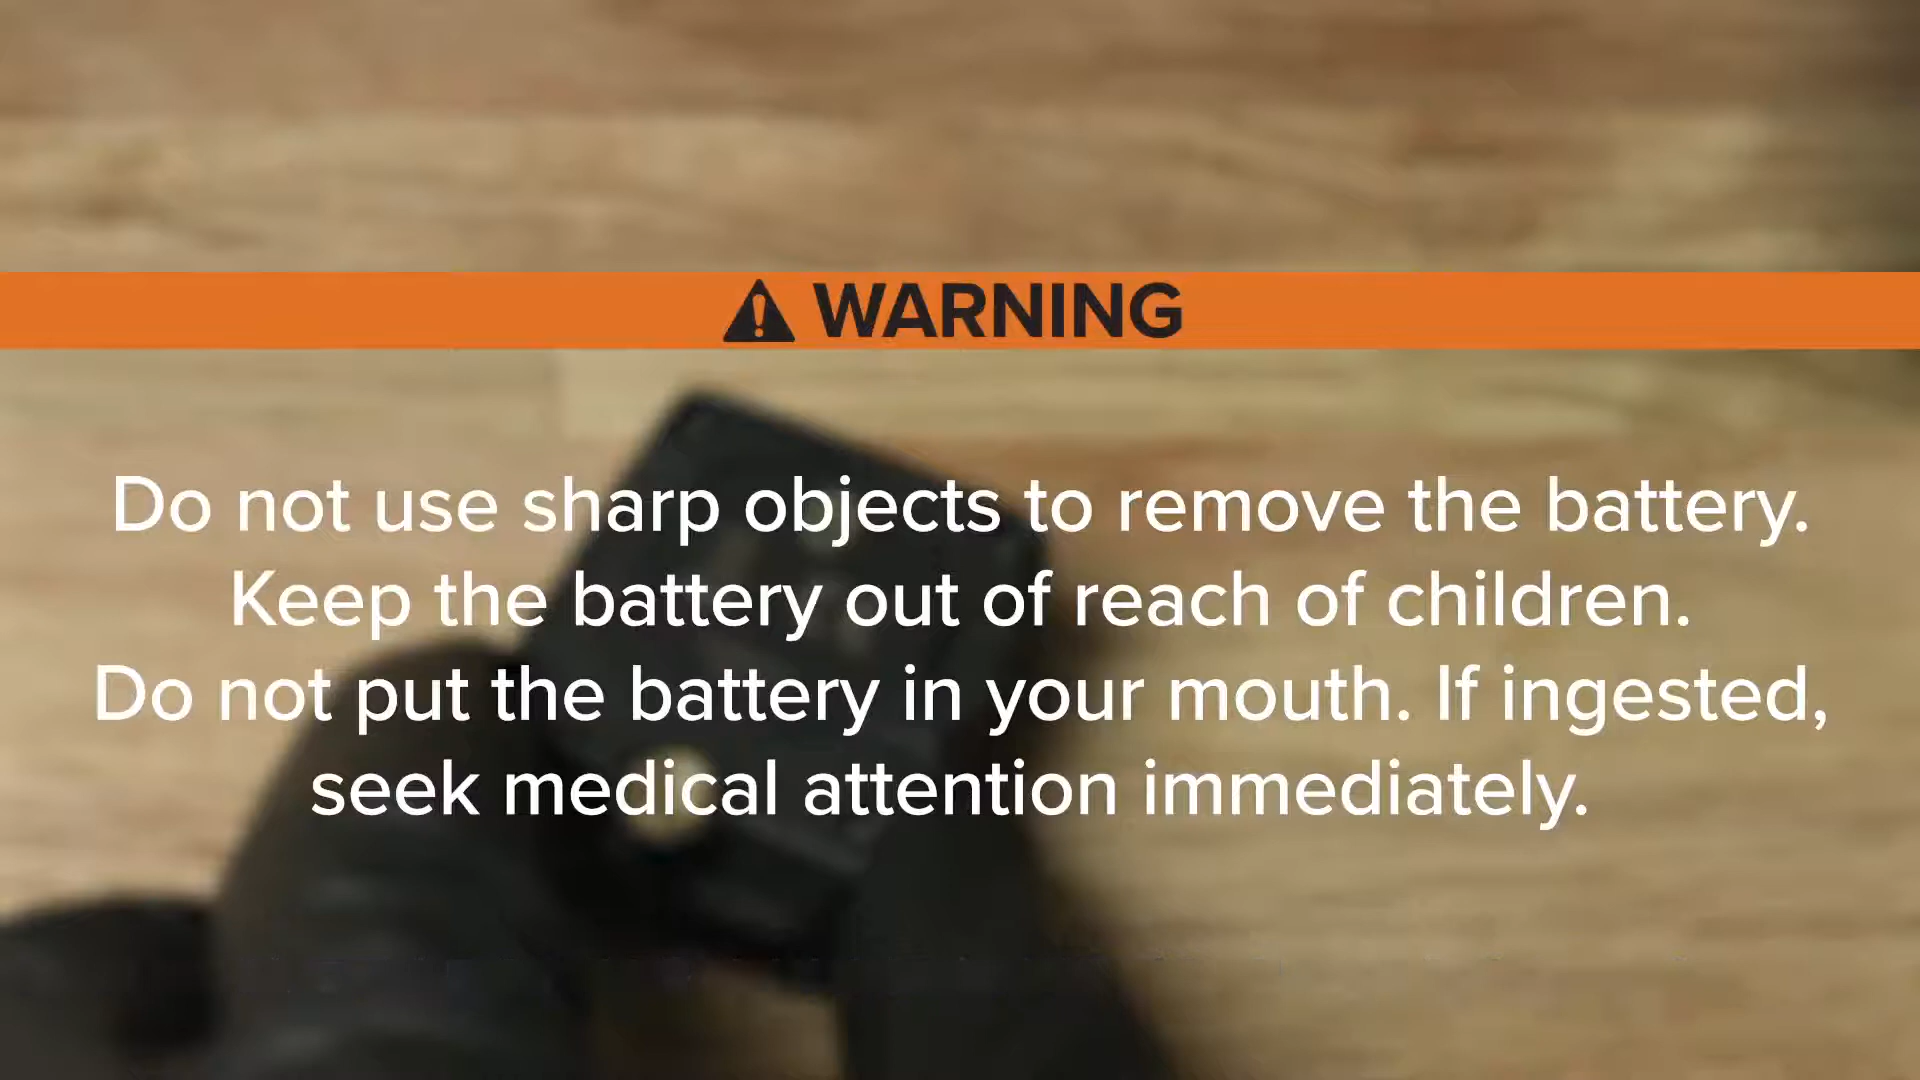 WARNING
Do not use sharp objects to remove the battery.
Keep the battery out of reach of children.
Do not put the battery in your mouth. If ingested,
seek medical attention immediately.